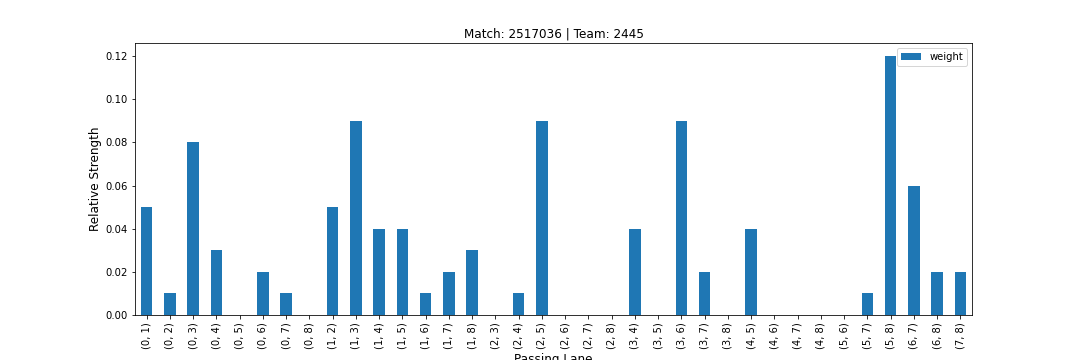 Match: 2517036 | Team: 2445
weight
0.12
0.10
0.08
0.06
0.04
0.02
0.00
Relative Strength
(0, 1) (0, 2) (0, 3) (0, 4) (0, 5) (0, 6) (0, 7) (0, 8) (1, 2) (1, 3) (1, 4) (1, 5) (1, 6) (1, 7) (1, 8) (2, 3) (2, 4) (2, 5) (2, 6) (2, 7) (2, 8) (3, 4) (3, 5) (3, 6) (3, 7) (3, 8) (4, 5) (4, 6) (4, 7) (4, 8) (5, 6) (5, 7) (5, 8) (6, 7) (6, 8) (7, 8)
Passing Lane